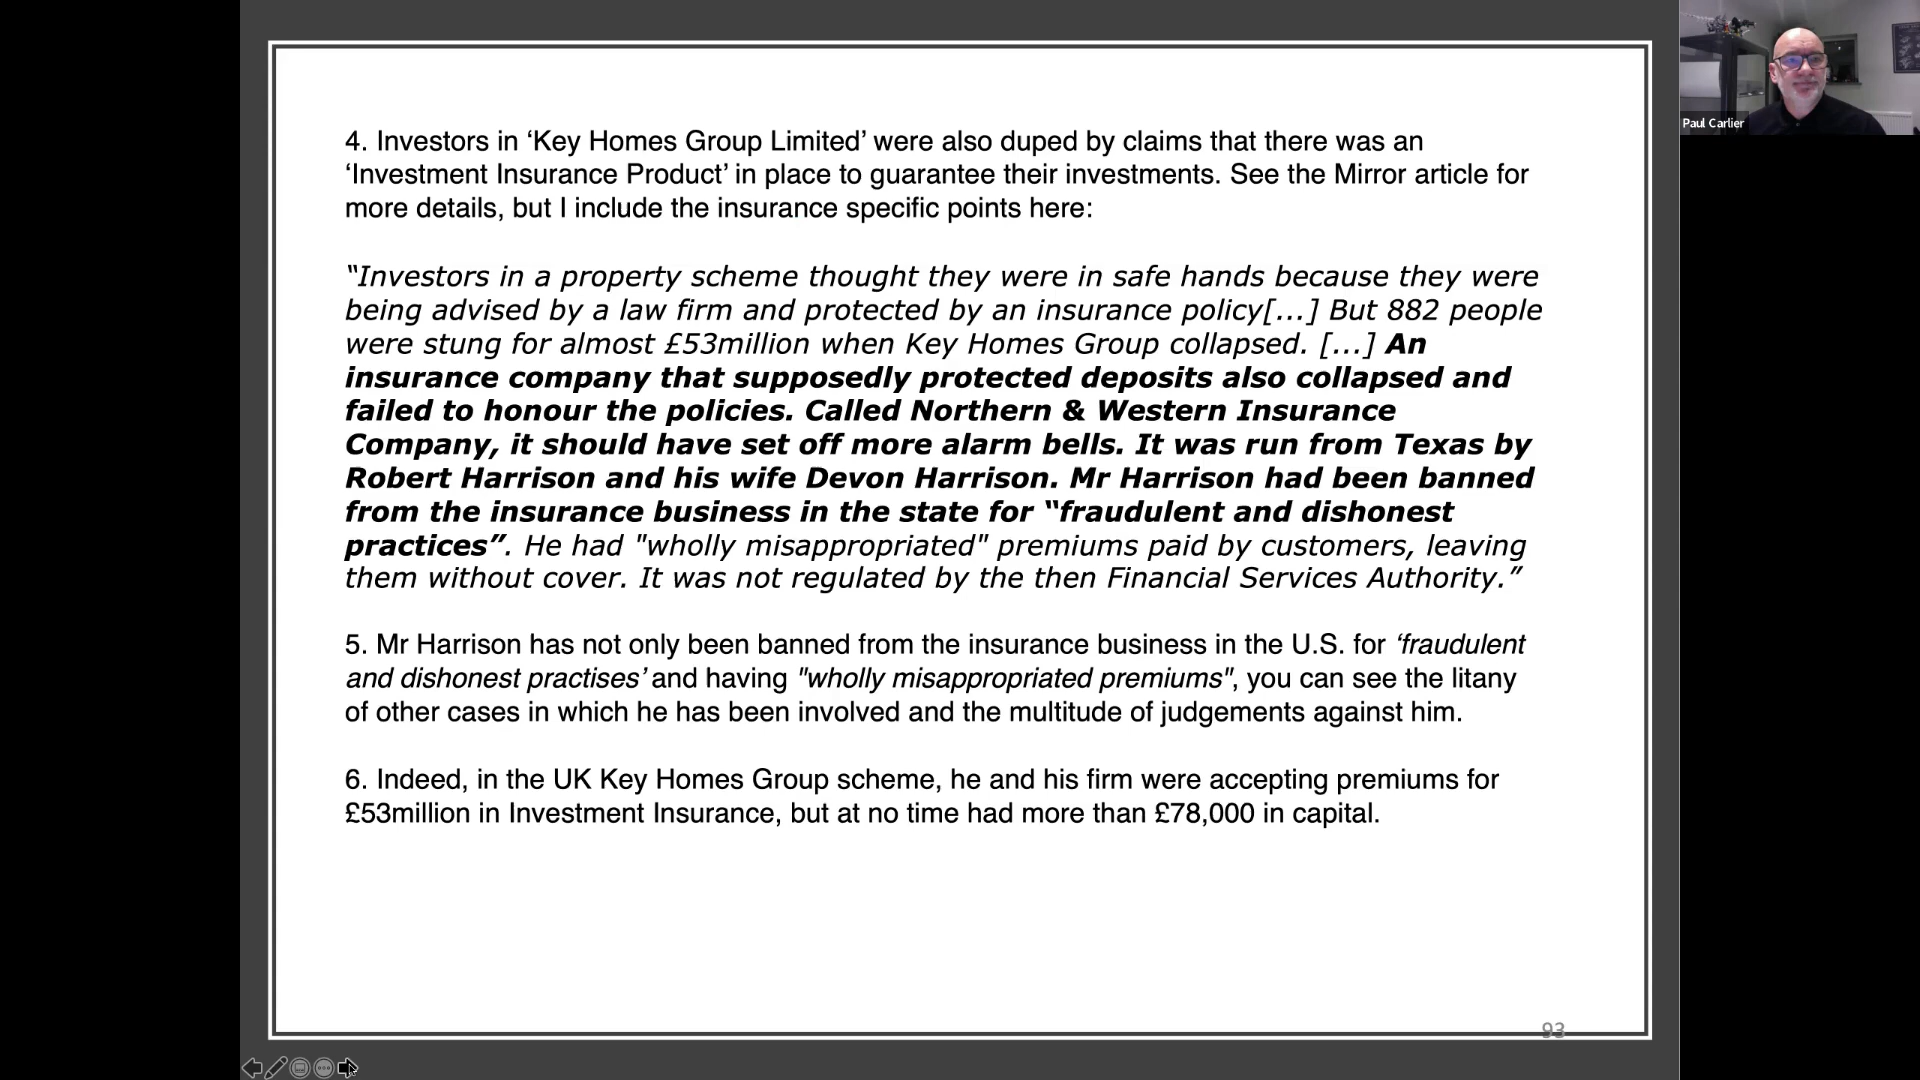 4. Investors in ‘Key Homes Group Limited’ were also duped by claims that there was an
‘Investment Insurance Product’ in place to guarantee their investments. See the Mirror article for
more details, but I include the insurance specific points here:
“Investors in a property scheme thought they were in safe hands because they were
being advised by a law firm and protected by an insurance policy[...] But 882 people
were stung for almost £53million when Key Homes Group collapsed. [...] An
insurance company that supposedly protected deposits also collapsed and
failed to honour the policies. Called Northern & Western Insurance
Company, it should have set off more alarm bells. It was run from Texas by
Robert Harrison and his wife Devon Harrison. Mr Harrison had been banned
from the insurance business in the state for “fraudulent and dishonest
practices”. He had "wholly misappropriated" premiums paid by customers, leaving
them without cover. It was not regulated by the then Financial Services Authority.”
5. Mr Harrison has not only been banned from the insurance business in the U.S. for ‘fraudulent
and dishonest practises’ and having "wholly misappropriated premiums", you can see the litany
of other cases in which he has been involved and the multitude of judgements against him.
6. Indeed, in the UK Key Homes Group scheme, he and his firm were accepting premiums for
£53million in Investment Insurance, but at no time had more than £78,000 in capital.
93
Paul Carlier